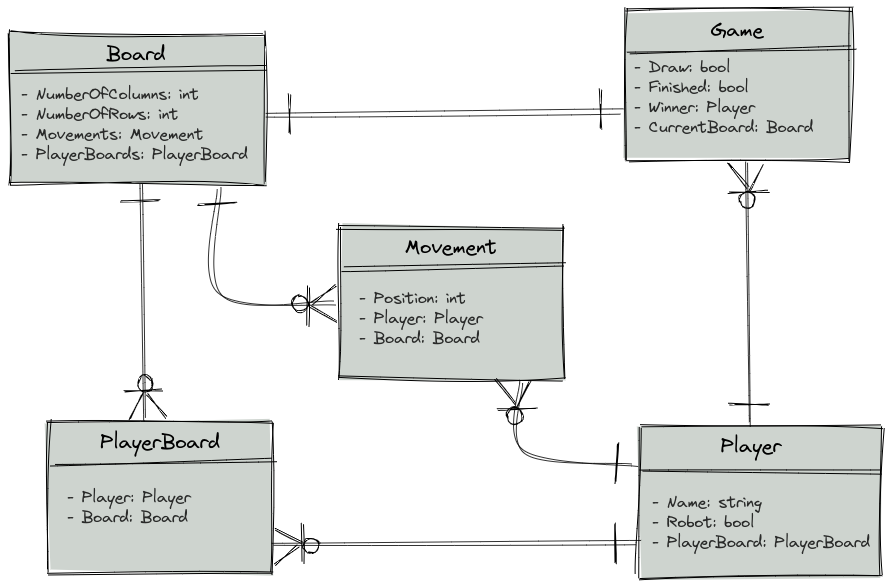 Board
- NumberOfColumns: int
- NumberOfRows: int
- Movements: Movement
- PlayerBoards: PlayerBoard
Game
- Draw: bool
- Finished: bool
- Winner: Player
- CurrentBoard: Board
Movement
- Position: int
- Player: Player
- Board: Board
PlayerBoard
- Player: Player
- Board: Board
Player
- Name: string
- Robot: bool
- PlayerBoard: PlayerBoard